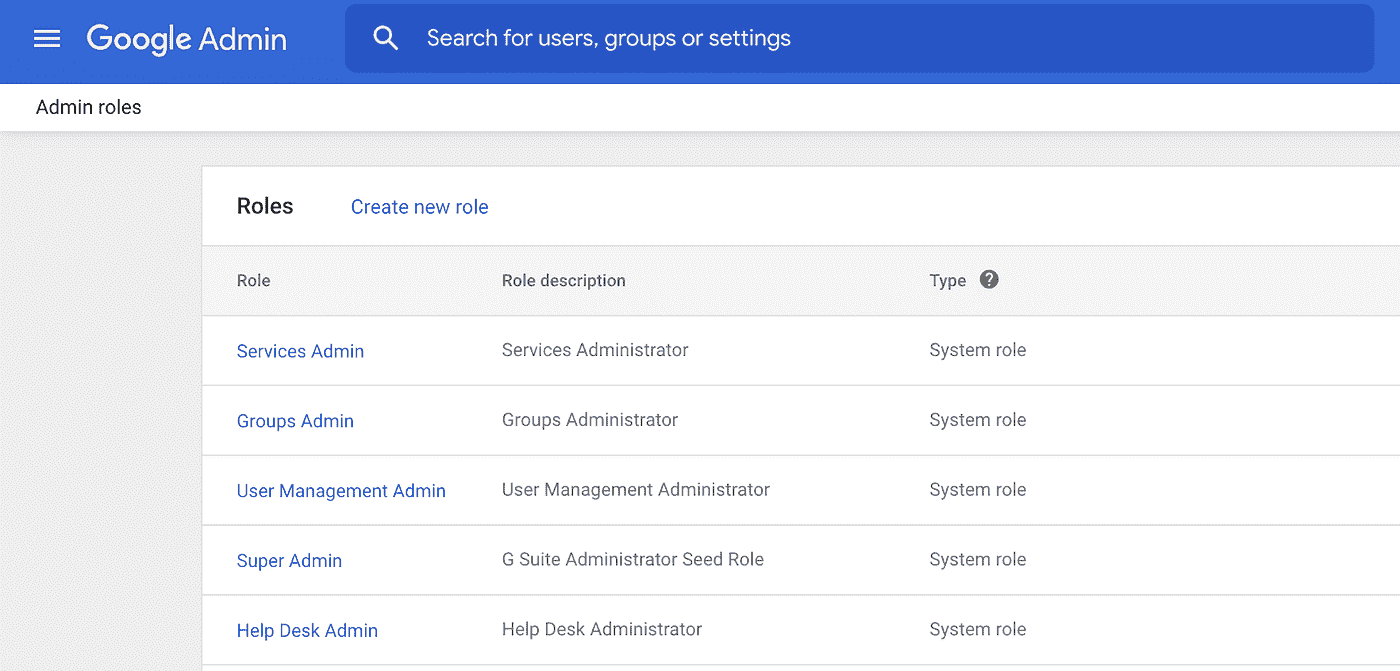 Google Admin
Search for users, groups or settings
Admin roles
Roles Create new role
Role Role description Type ?
Services Admin Services Administrator System role
Groups Admin Groups Administrator System role
User Management Admin User Management Administrator System role
Super Admin G Suite Administrator Seed Role System role
Help Desk Admin Help Desk Administrator System role